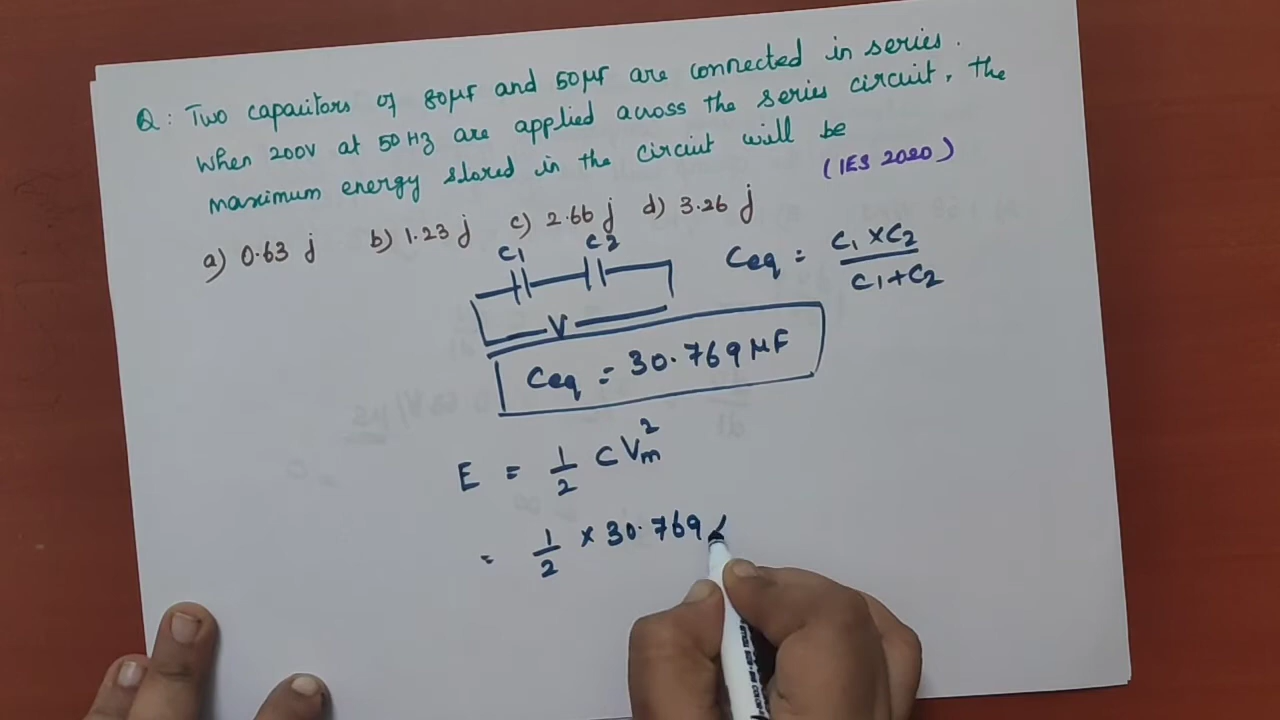 Q: Two capacitors of 80μF and 50μF are connected in series.
When 200V at 50Hz are applied across the series circuit, the
maximum energy stored in the circuit will be
(IES 2020)
a) 0.63 j b) 1.23 j c) 2.66 j d) 3.26 j
C1 C2
V
Ceq = C1 × C2 / C1+C2
Ceq = 30.769 μF
E = 1/2 C Vm²
= 1/2 × 30.769